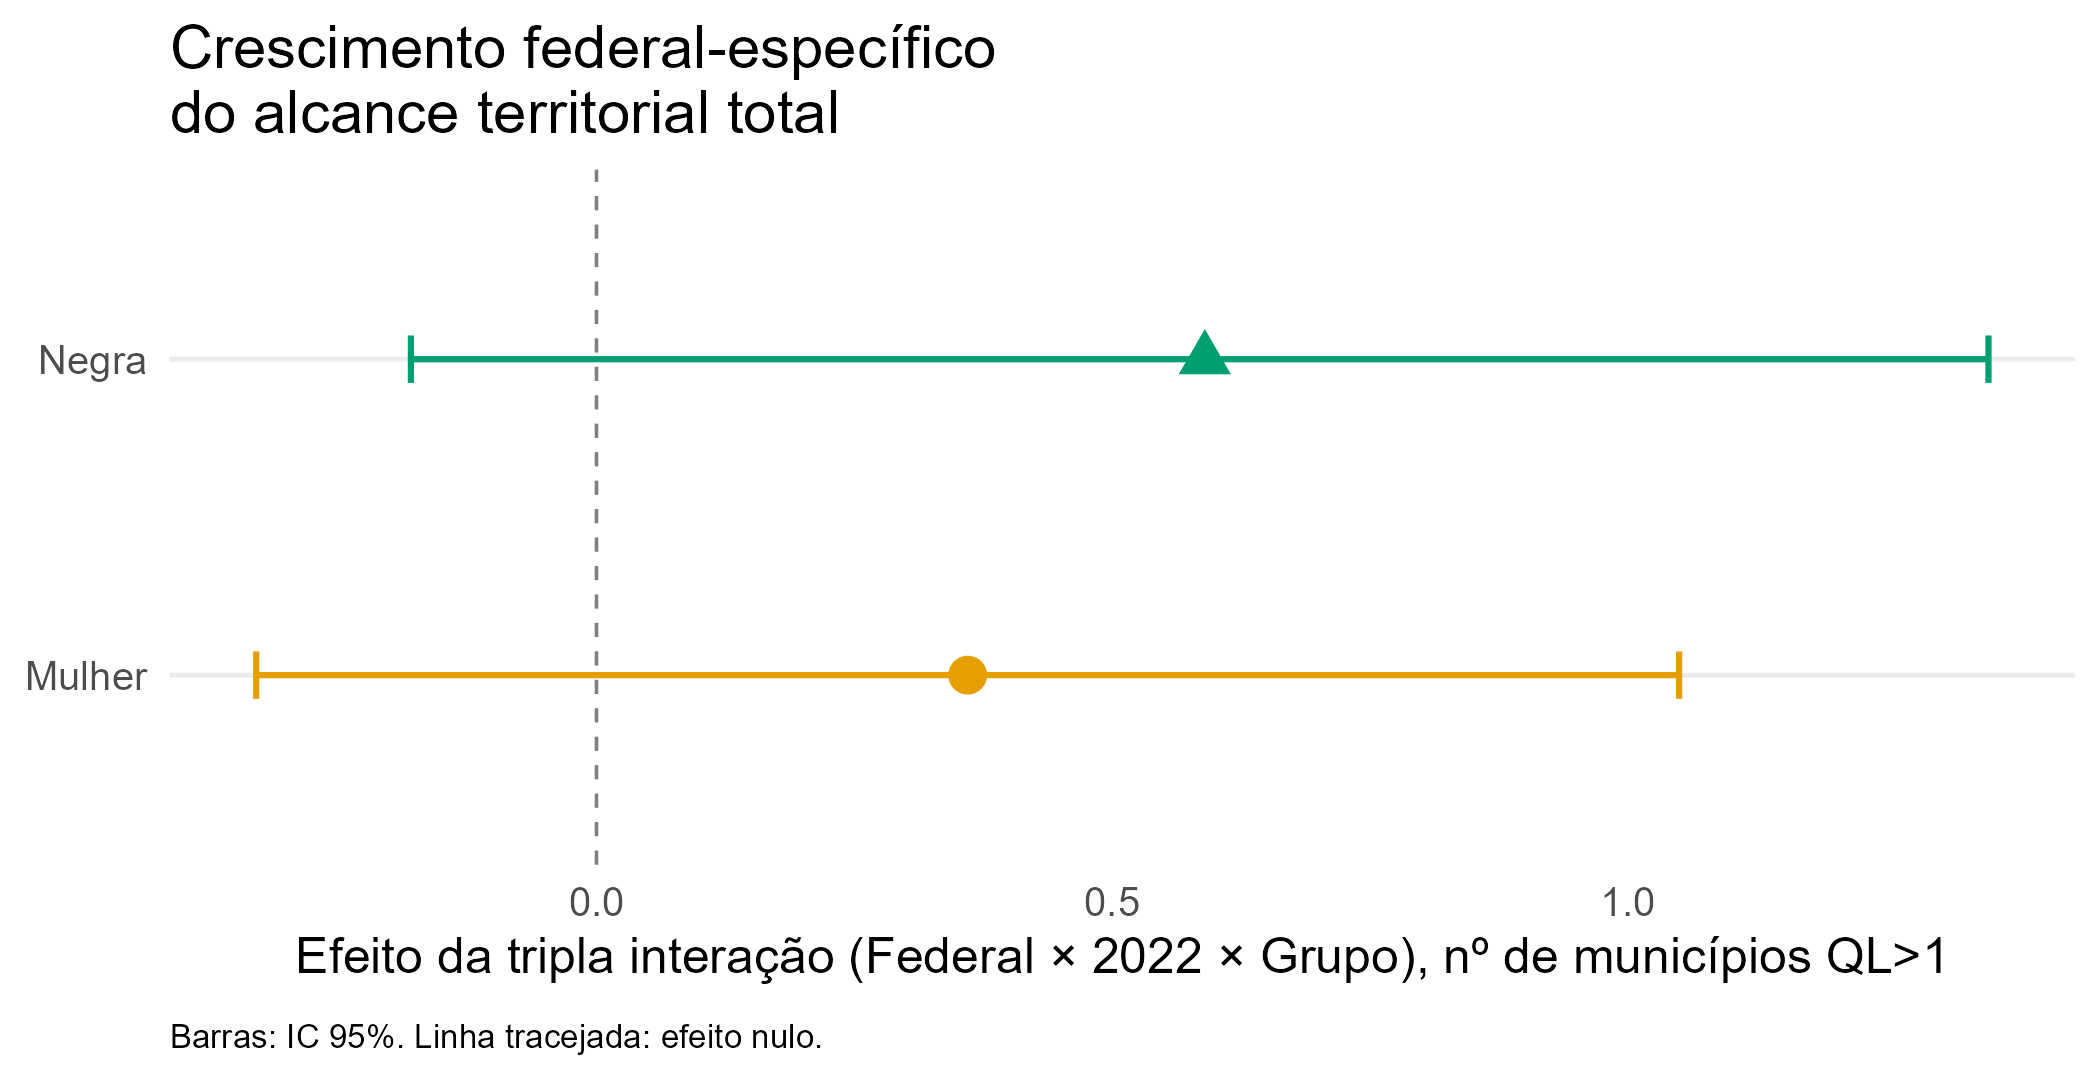 Crescimento federal-específico
do alcance territorial total
Negra
Mulher
0.0 0.5 1.0
Efeito da tripla interação (Federal × 2022 × Grupo), nº de municípios QL>1
Barras: IC 95%. Linha tracejada: efeito nulo.